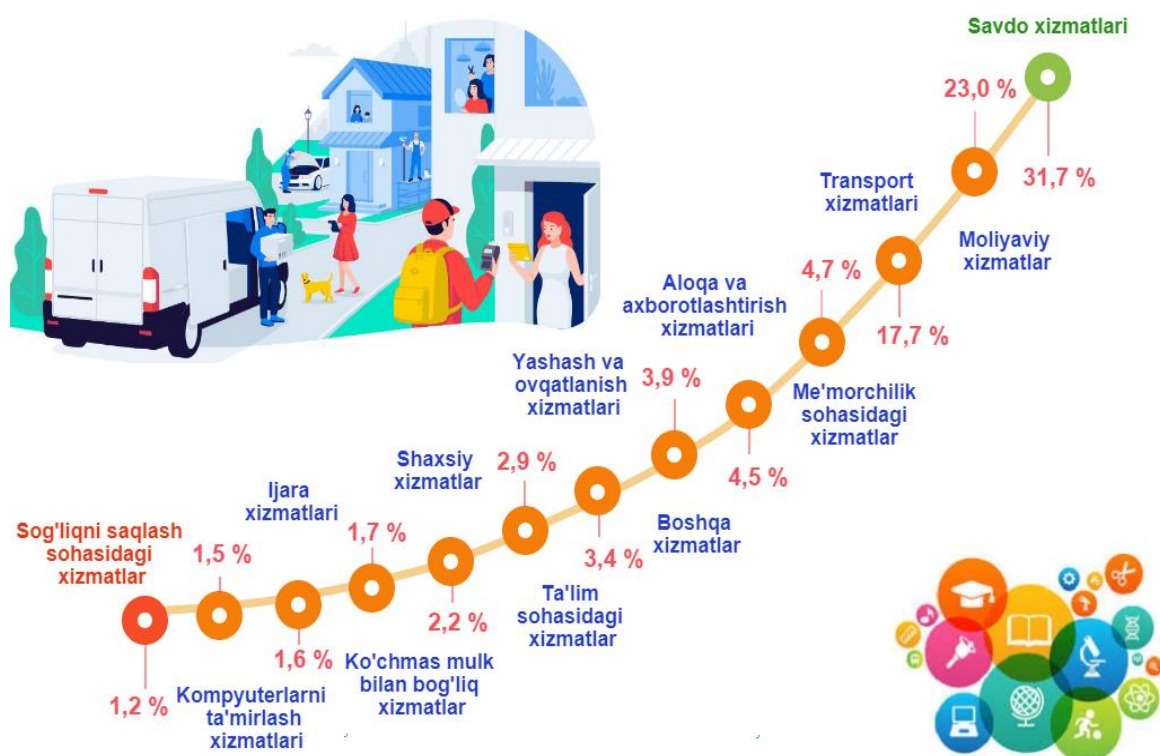 Savdo xizmatlari
23,0 %
31,7 %
Transport
xizmatlari
Moliyaviy
xizmatlar
4,7 %
17,7 %
Aloqa va
axborotlashtirish
xizmatlari
Yashash va
ovqatlanish
xizmatlari
3,9 %
Me'morchilik
sohasidagi
xizmatlar
4,5 %
Shaxsiy
xizmatlar
2,9 %
Boshqa
xizmatlar
3,4 %
Ijara
xizmatlari
1,7 %
Ta'lim
sohasidagi
xizmatlar
2,2 %
Sog'liqni saqlash
sohasidagi
xizmatlar
1,5 %
1,6 %
Ko'chmas mulk
bilan bog'liq
xizmatlar
1,2 %
Kompyuterlarni
ta'mirlash
xizmatlari